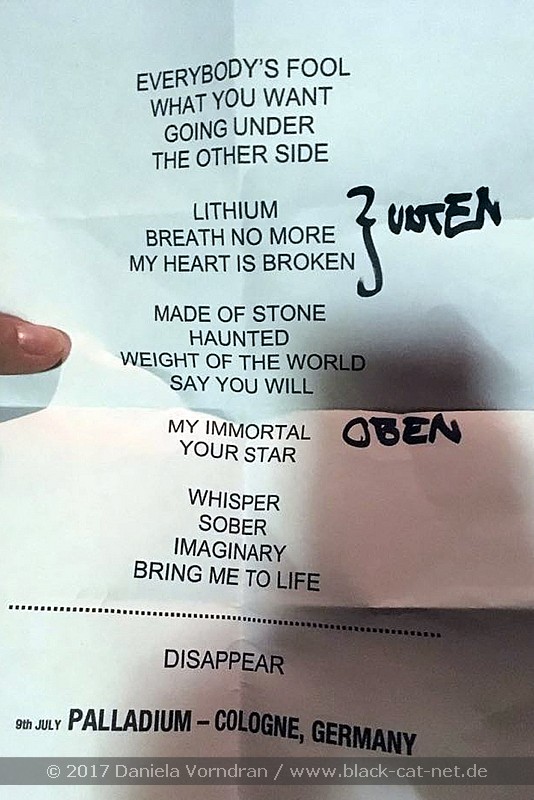 EVERYBODY'S FOOL
WHAT YOU WANT
GOING UNDER
THE OTHER SIDE
LITHIUM
BREATH NO MORE
MY HEART IS BROKEN
UNTEN
MADE OF STONE
HAUNTED
WEIGHT OF THE WORLD
SAY YOU WILL
MY IMMORTAL OBEN
YOUR STAR
WHISPER
SOBER
IMAGINARY
BRING ME TO LIFE
DISAPPEAR
9th JULY PALLADIUM – COLOGNE, GERMANY
© 2017 Daniela Vorndran / www.black-cat-net.de